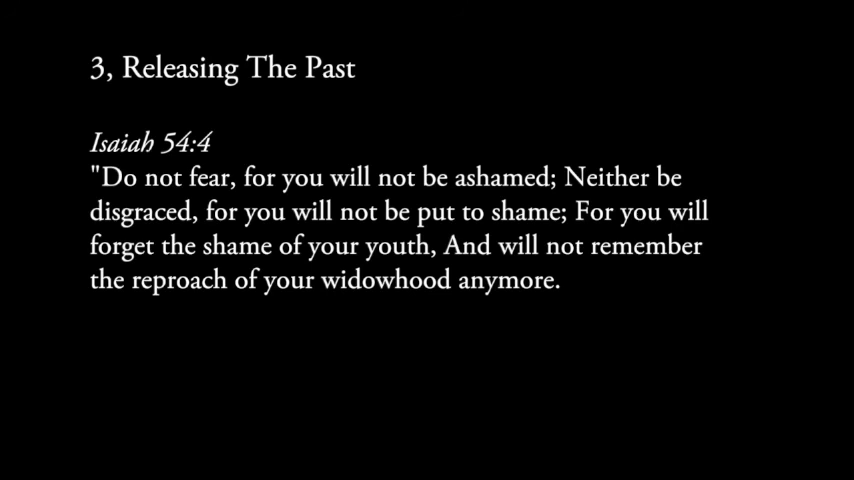 3, Releasing The Past
Isaiah 54:4
"Do not fear, for you will not be ashamed; Neither be
disgraced, for you will not be put to shame; For you will
forget the shame of your youth, And will not remember
the reproach of your widowhood anymore.